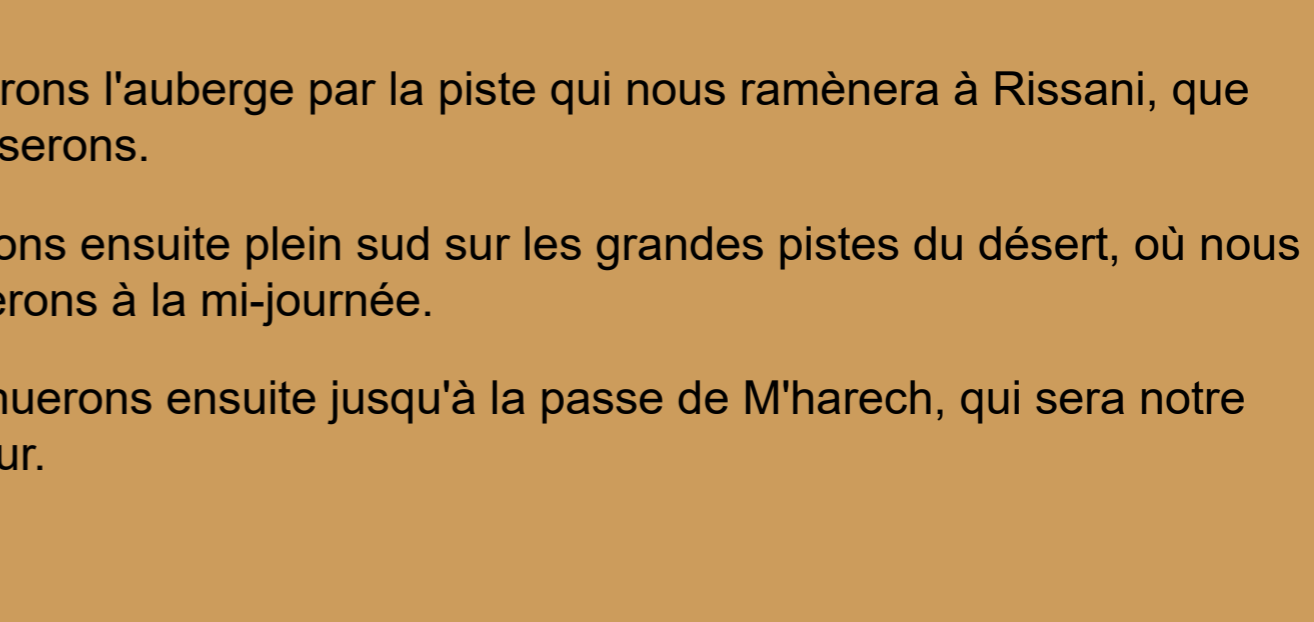 rons l'auberge par la piste qui nous ramènera à Rissani, que
serons.
ons ensuite plein sud sur les grandes pistes du désert, où nous
erons à la mi-journée.
nuerons ensuite jusqu'à la passe de M'harech, qui sera notre
ur.